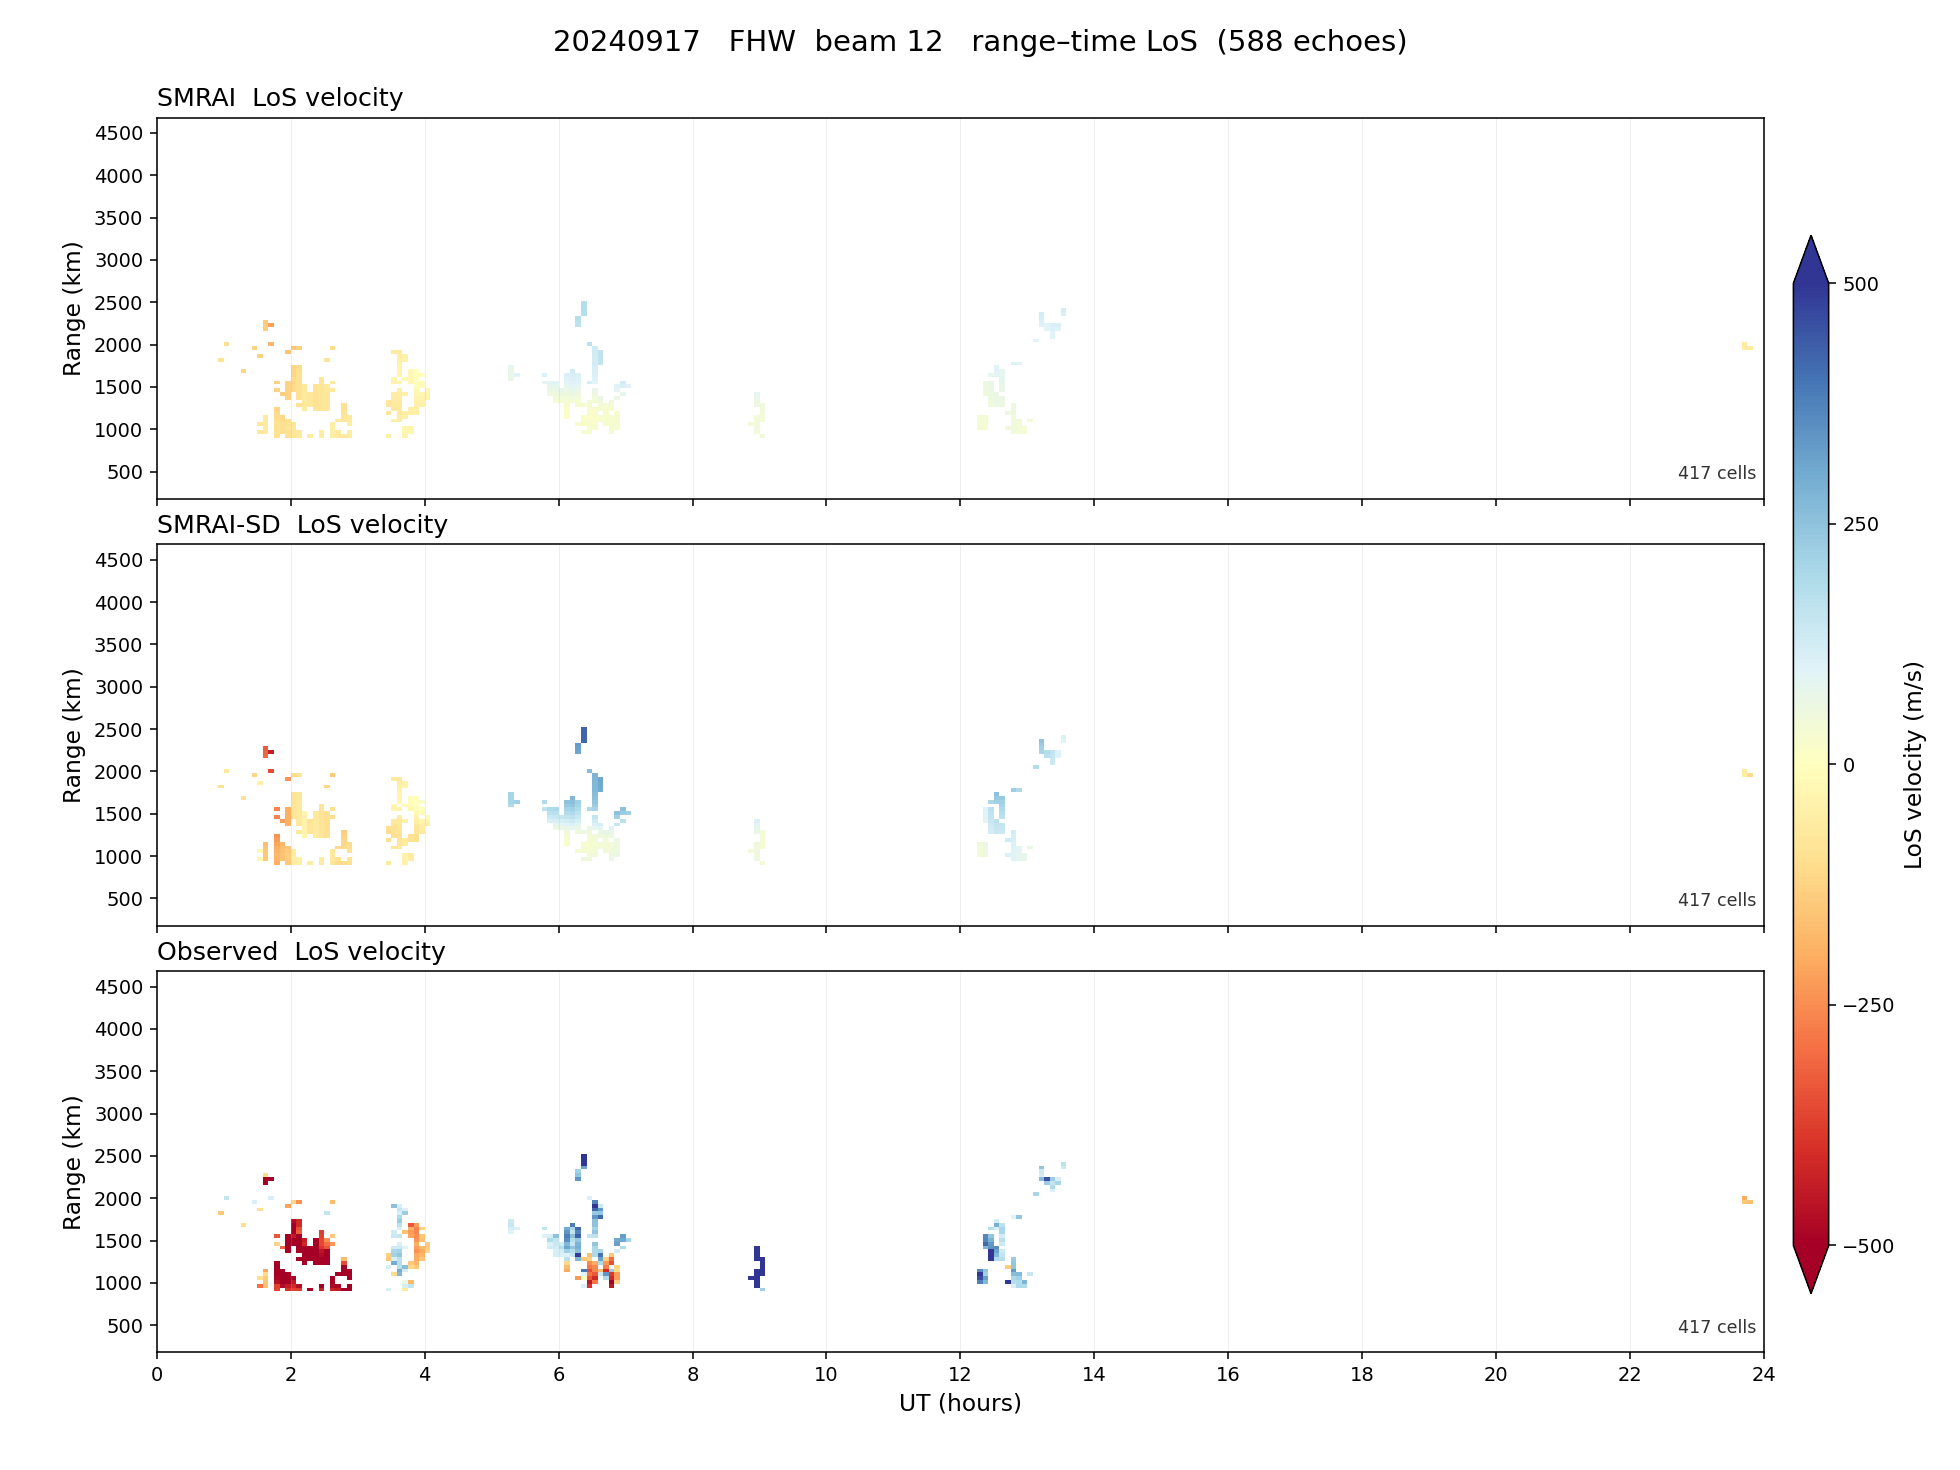 20240917   FHW  beam 12   range–time LoS  (588 echoes)
SMRAI  LoS velocity
4500
4000
3500
3000
2500
2000
1500
1000
500
Range (km)
417 cells
SMRAI-SD  LoS velocity
4500
4000
3500
3000
2500
2000
1500
1000
500
Range (km)
417 cells
Observed  LoS velocity
4500
4000
3500
3000
2500
2000
1500
1000
500
Range (km)
417 cells
0 2 4 6 8 10 12 14 16 18 20 22 24
UT (hours)
500
250
0
−250
−500
LoS velocity (m/s)